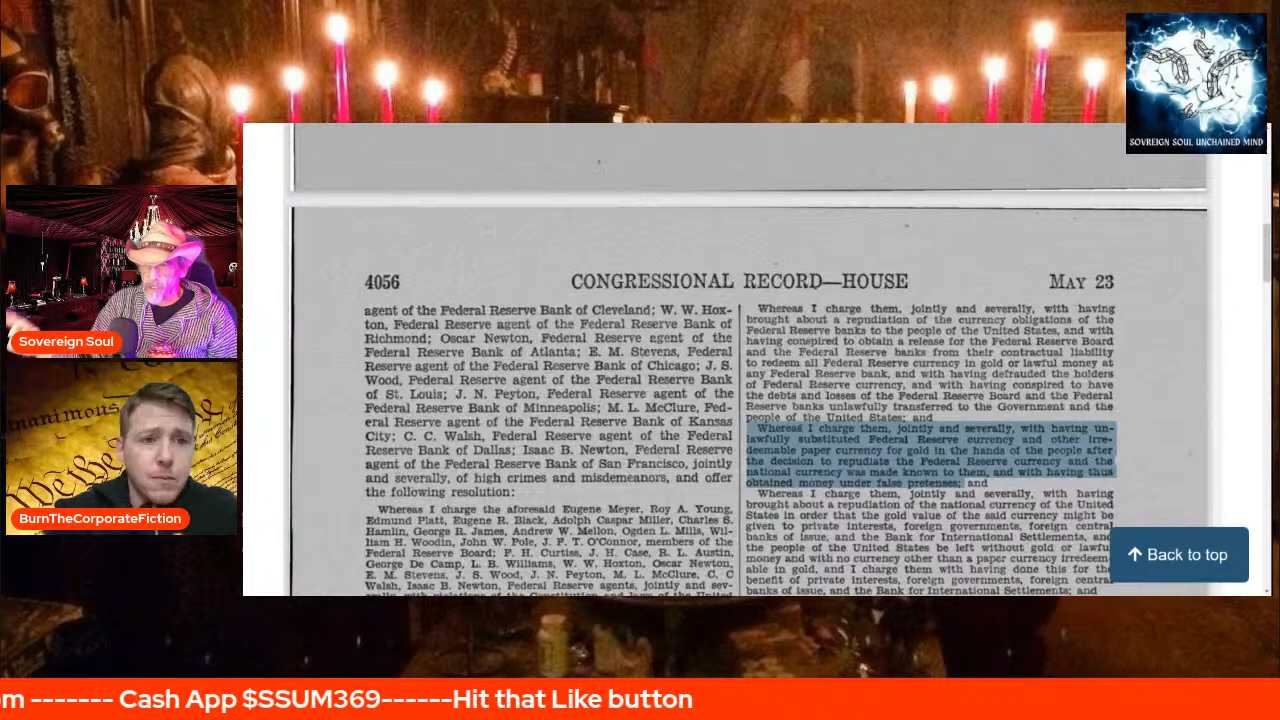 SOVREIGN SOUL UNCHAINED MIND
4056 CONGRESSIONAL RECORD—HOUSE MAY 23
agent of the Federal Reserve Bank of Cleveland; W. W. Hox-
ton, Federal Reserve agent of the Federal Reserve Bank of
Richmond; Oscar Newton, Federal Reserve agent of the
Federal Reserve Bank of Atlanta; E. M. Stevens, Federal
Reserve agent of the Federal Reserve Bank of Chicago; J. S.
Wood, Federal Reserve agent of the Federal Reserve Bank
of St. Louis; J. N. Peyton, Federal Reserve agent of the
Federal Reserve Bank of Minneapolis; M. L. McClure, Fed-
eral Reserve agent of the Federal Reserve Bank of Kansas
City; C. C. Walsh, Federal Reserve agent of the Federal
Reserve Bank of Dallas; Isaac B. Newton, Federal Reserve
agent of the Federal Reserve Bank of San Francisco, jointly
and severally, of high crimes and misdemeanors, and offer
the following resolution:
Whereas I charge the aforesaid Eugene Meyer, Roy A. Young,
Edmund Platt, Eugene R. Black, Adolph Caspar Miller, Charles S.
Hamlin, George R. James, Andrew W. Mellon, Ogden L. Mills, Wil-
liam H. Woodin, John W. Pole, J. F. T. O'Connor, members of the
Federal Reserve Board; F. H. Curtiss, J. H. Case, R. L. Austin,
George De Camp, L. B. Williams, W. W. Hoxton, Oscar Newton,
E. M. Stevens, J. S. Wood, J. N. Peyton, M. L. McClure, C. C
Walsh, Isaac B. Newton, Federal Reserve agents, jointly and sev-
erally, with violations of the Constitution and laws of the United
Whereas I charge them, jointly and severally, with having
brought about a repudiation of the currency obligations of the
Federal Reserve banks to the people of the United States, and with
having conspired to obtain a release for the Federal Reserve Board
and the Federal Reserve banks from their contractual liability
to redeem all Federal Reserve currency in gold or lawful money at
any Federal Reserve bank, and with having defrauded the holders
of Federal Reserve currency, and with having conspired to have
the debts and losses of the Federal Reserve Board and the Federal
Reserve banks unlawfully transferred to the Government and the
people of the United States; and
Whereas I charge them, jointly and severally, with having un-
lawfully substituted Federal Reserve currency and other irre-
deemable paper currency for gold in the hands of the people after
the decision to repudiate the Federal Reserve currency and the
national currency was made known to them, and with having thus
obtained money under false pretenses; and
Whereas I charge them, jointly and severally, with having
brought about a repudiation of the national currency of the United
States in order that the gold value of the said currency might be
given to private interests, foreign governments, foreign central
banks of issue, and the Bank for International Settlements, and
the people of the United States be left without gold or lawful
money and with no currency other than a paper currency irredeem-
able in gold, and I charge them with having done this for the
benefit of private interests, foreign governments, foreign central
banks of issue, and the Bank for International Settlements; and
↑ Back to top
Sovereign Soul
nanimous
We the
BurnTheCorporateFiction
om ------- Cash App $SSUM369------Hit that Like button